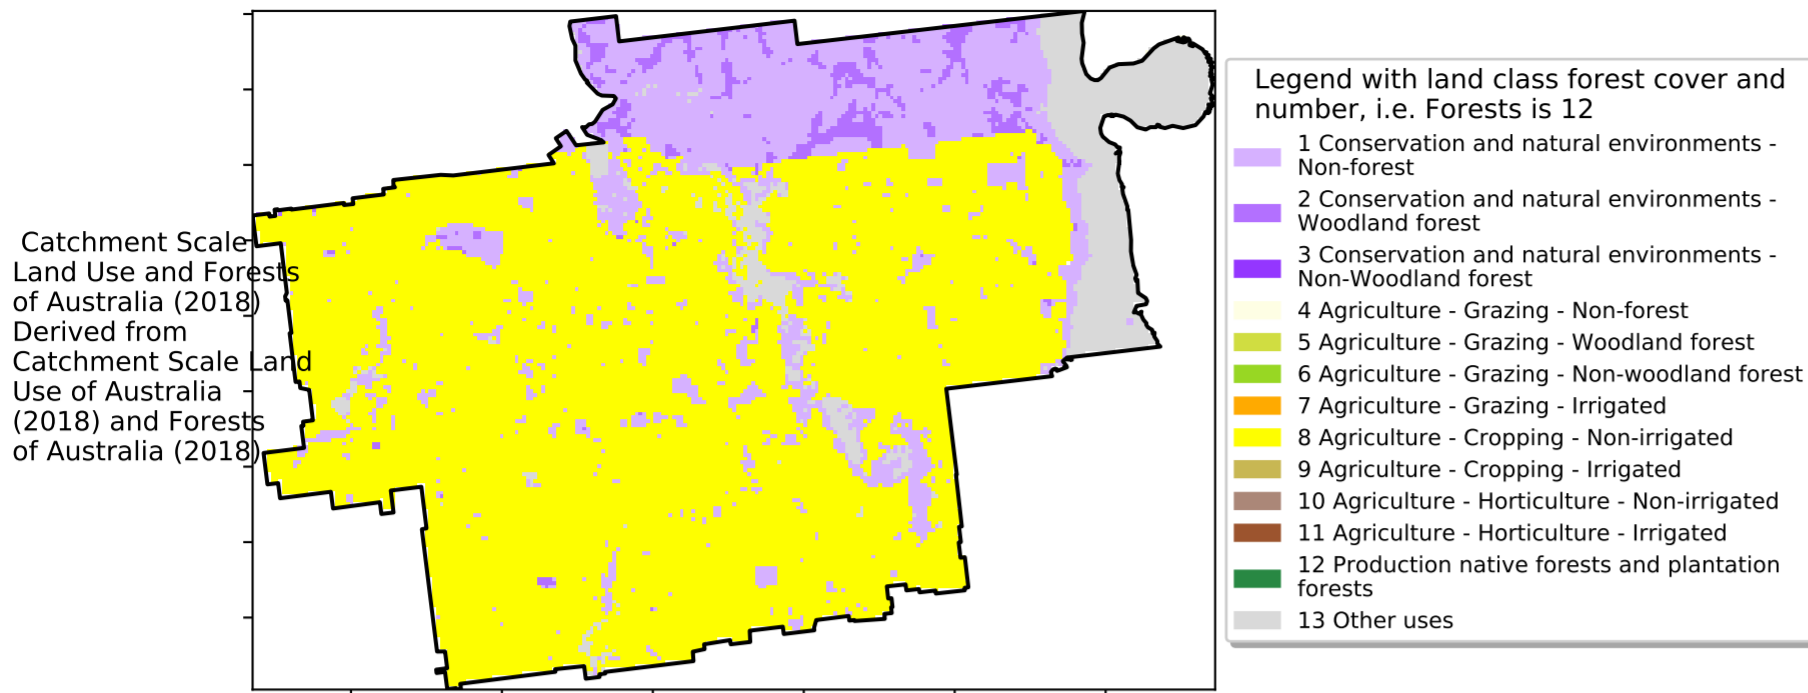 Catchment Scale
Land Use and Forests
of Australia (2018)
Derived from
Catchment Scale Land
Use of Australia
(2018) and Forests
of Australia (2018)
Legend with land class forest cover and
number, i.e. Forests is 12
1 Conservation and natural environments -
Non-forest
2 Conservation and natural environments -
Woodland forest
3 Conservation and natural environments -
Non-Woodland forest
4 Agriculture - Grazing - Non-forest
5 Agriculture - Grazing - Woodland forest
6 Agriculture - Grazing - Non-woodland forest
7 Agriculture - Grazing - Irrigated
8 Agriculture - Cropping - Non-irrigated
9 Agriculture - Cropping - Irrigated
10 Agriculture - Horticulture - Non-irrigated
11 Agriculture - Horticulture - Irrigated
12 Production native forests and plantation
forests
13 Other uses